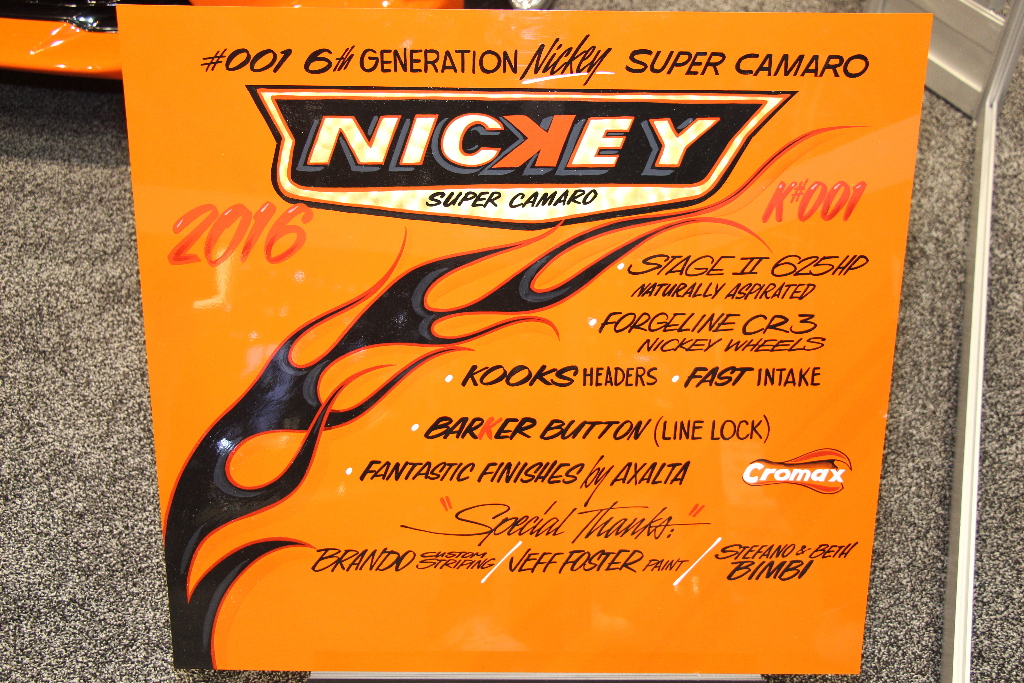 #001 6th GENERATION Nickey SUPER CAMARO
NICKEY
SUPER CAMARO
2016
K#001
• STAGE II 625HP
NATURALLY ASPIRATED
• FORGELINE CR3
NICKEY WHEELS
• KOOKS HEADERS • FAST INTAKE
• BARKER BUTTON (LINE LOCK)
• FANTASTIC FINISHES by AXALTA
Cromax
"Special Thanks:"
BRANDO CUSTOM STRIPING / JEFF FOSTER PAINT / STEFANO & BETH BIMBI